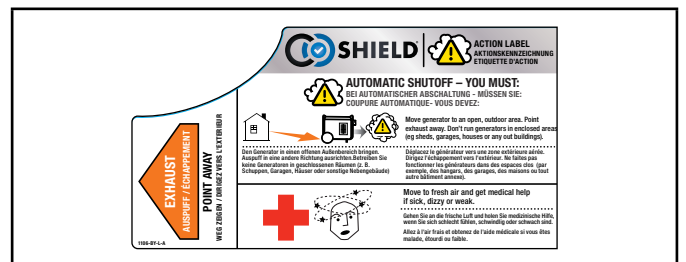 CO SHIELD
ACTION LABEL
AKTIONSKENNZEICHNUNG
ETIQUETTE D'ACTION
AUTOMATIC SHUTOFF – YOU MUST:
BEI AUTOMATISCHER ABSCHALTUNG - MÜSSEN SIE:
COUPURE AUTOMATIQUE- VOUS DEVEZ:
Move generator to an open, outdoor area. Point
exhaust away. Don't run generators in enclosed areas
(eg sheds, garages, houses or any out buildings).
Den Generator in einen offenen Außenbereich bringen.
Auspuff in eine andere Richtung ausrichten.Betreiben Sie
keine Generatoren in geschlossenen Räumen (z. B.
Schuppen, Garagen, Häuser oder sonstige Nebengebäude)
Déplacez le générateur vers une zone extérieure aérée.
Dirigez l'échappement vers l'extérieur. Ne faites pas
fonctionner les générateurs dans des espaces clos (par
exemple, des hangars, des garages, des maisons ou tout
autre bâtiment annexe).
EXHAUST
AUSPUFF / ÉCHAPPEMENT
POINT AWAY
WEG ZEIGEN / DIRIGEZ VERS L'EXTERIEUR
Move to fresh air and get medical help
if sick, dizzy or weak.
Gehen Sie an die frische Luft und holen Sie medizinische Hilfe,
wenn Sie sich schlecht fühlen, schwindlig oder schwach sind.
Allez à l'air frais et obtenez de l'aide médicale si vous êtes
malade, étourdi ou faible.
1106-BY-L-A